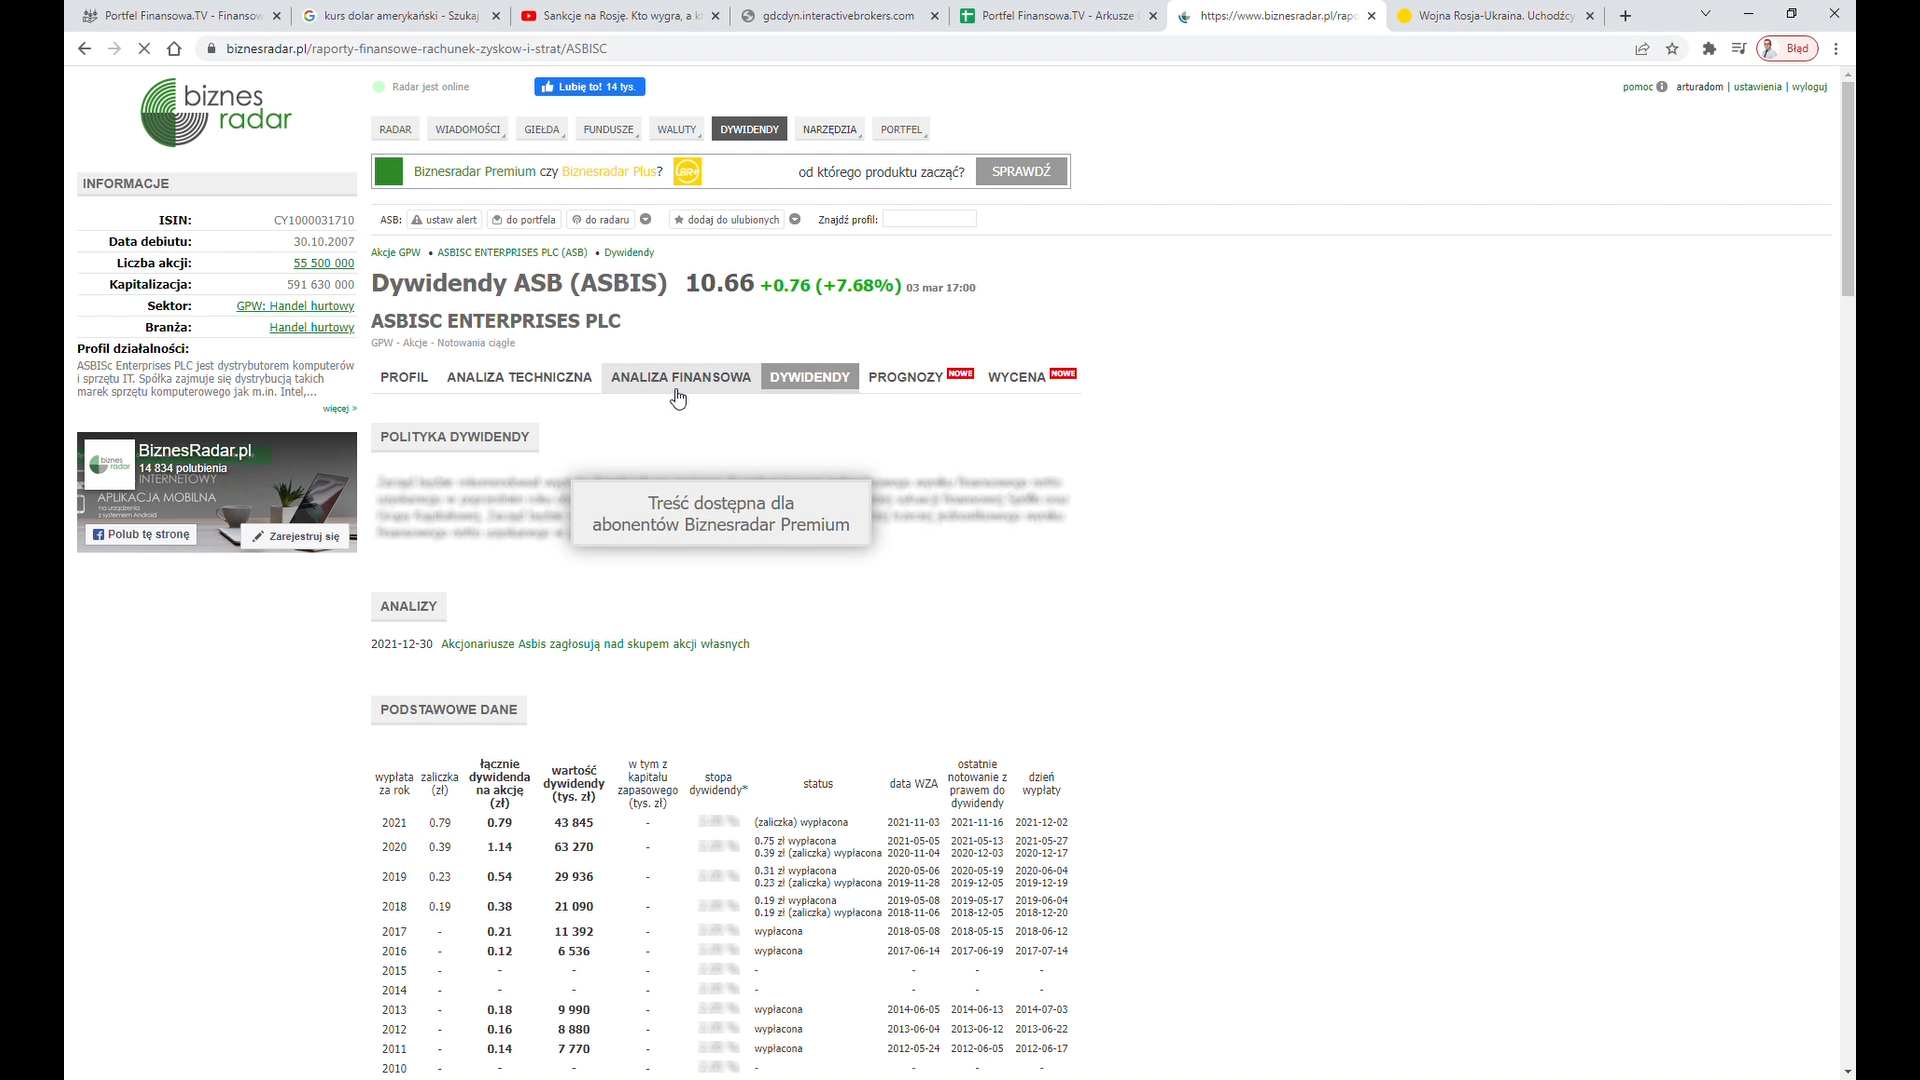 Portfel Finansowa.TV - Finansow
kurs dolar amerykański - Szukaj
Sankcje na Rosję. Kto wygra, a kt
gdcdyn.interactivebrokers.com
Portfel Finansowa.TV - Arkusze
https://www.biznesradar.pl/rapo
Wojna Rosja-Ukraina. Uchodźcy
biznesradar.pl/raporty-finansowe-rachunek-zyskow-i-strat/ASBISC
Błąd
biznes
radar
Radar jest online
Lubię to! 14 tys.
pomoc arturadom | ustawienia | wyloguj
RADAR WIADOMOŚCI GIEŁDA FUNDUSZE WALUTY DYWIDENDY NARZĘDZIA PORTFEL
Biznesradar Premium czy Biznesradar Plus? BR+ od którego produktu zacząć? SPRAWDŹ
INFORMACJE
ISIN: CY1000031710
Data debiutu: 30.10.2007
Liczba akcji: 55 500 000
Kapitalizacja: 591 630 000
Sektor: GPW: Handel hurtowy
Branża: Handel hurtowy
Profil działalności:
ASBISc Enterprises PLC jest dystrybutorem komputerów
i sprzętu IT. Spółka zajmuje się dystrybucją takich
marek sprzętu komputerowego jak m.in. Intel,...
więcej »
biznes
radar
BiznesRadar.pl
14 834 polubienia
INTERNETOWY
APLIKACJA MOBILNA
na urządzenia
z systemem Android
Polub tę stronę
Zarejestruj się
ASB: ustaw alert do portfela do radaru dodaj do ulubionych Znajdź profil:
Akcje GPW • ASBISC ENTERPRISES PLC (ASB) • Dywidendy
Dywidendy ASB (ASBIS) 10.66 +0.76 (+7.68%) 03 mar 17:00
ASBISC ENTERPRISES PLC
GPW - Akcje - Notowania ciągłe
PROFIL ANALIZA TECHNICZNA ANALIZA FINANSOWA DYWIDENDY PROGNOZY NOWE WYCENA NOWE
POLITYKA DYWIDENDY
Treść dostępna dla
abonentów Biznesradar Premium
ANALIZY
2021-12-30 Akcjonariusze Asbis zagłosują nad skupem akcji własnych
PODSTAWOWE DANE
wypłata za rok
zaliczka (zł)
łącznie dywidenda na akcję (zł)
wartość dywidendy (tys. zł)
w tym z kapitału zapasowego (tys. zł)
stopa dywidendy*
status
data WZA
ostatnie notowanie z prawem do dywidendy
dzień wypłaty
2021 0.79 0.79 43 845 - (zaliczka) wypłacona 2021-11-03 2021-11-16 2021-12-02
2020 0.39 1.14 63 270 - 0.75 zł wypłacona 2021-05-05 2021-05-13 2021-05-27
0.39 zł (zaliczka) wypłacona 2020-11-04 2020-12-03 2020-12-17
2019 0.23 0.54 29 936 - 0.31 zł wypłacona 2020-05-06 2020-05-19 2020-06-04
0.23 zł (zaliczka) wypłacona 2019-11-28 2019-12-05 2019-12-19
2018 0.19 0.38 21 090 - 0.19 zł wypłacona 2019-05-08 2019-05-17 2019-06-04
0.19 zł (zaliczka) wypłacona 2018-11-06 2018-12-05 2018-12-20
2017 - 0.21 11 392 - wypłacona 2018-05-08 2018-05-15 2018-06-12
2016 - 0.12 6 536 - wypłacona 2017-06-14 2017-06-19 2017-07-14
2015 - - - - - - - -
2014 - - - - - - - -
2013 - 0.18 9 990 - wypłacona 2014-06-05 2014-06-13 2014-07-03
2012 - 0.16 8 880 - wypłacona 2013-06-04 2013-06-12 2013-06-22
2011 - 0.14 7 770 - wypłacona 2012-05-24 2012-06-05 2012-06-17
2010 - - - - - - - -